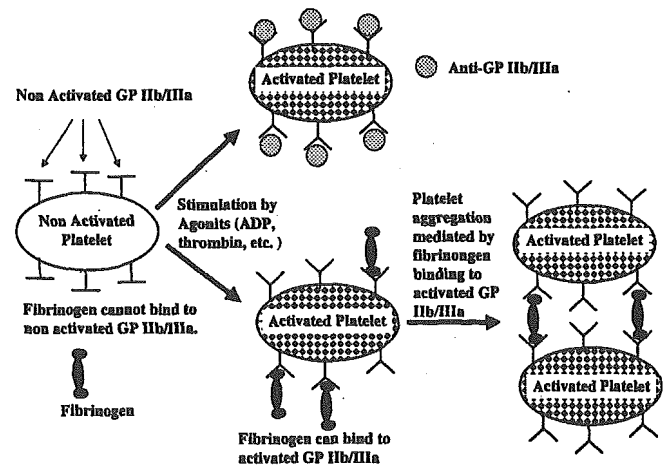 Activated Platelet
Anti-GP IIb/IIIa
Non Activated GP IIb/IIIa
Non Activated
Platelet
Stimulation by
Agonits (ADP,
thrombin, etc. )
Fibrinogen cannot bind to
non activated GP IIb/IIIa.
Fibrinogen
Activated Platelet
Fibrinogen can bind to
activated GP IIb/IIIa
Platelet
aggregation
mediated by
fibrinongen
binding to
activated GP
IIb/IIIa
Activated Platelet
Activated Platelet